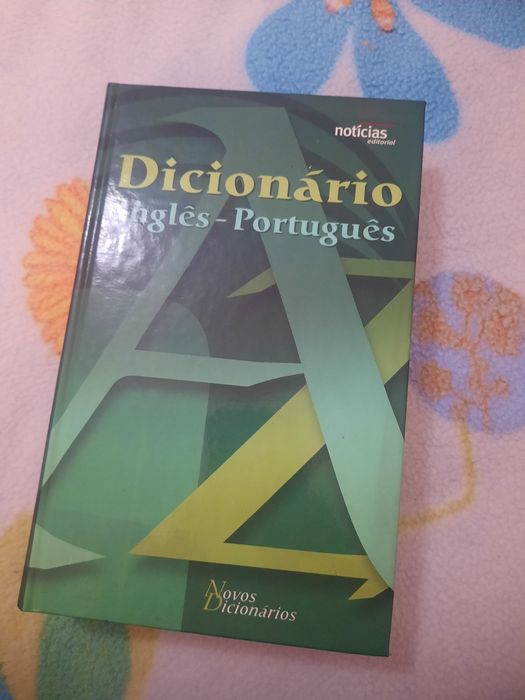 notícias
editorial
Dicionário
Inglês - Português
A
Z
Novos
Dicionários